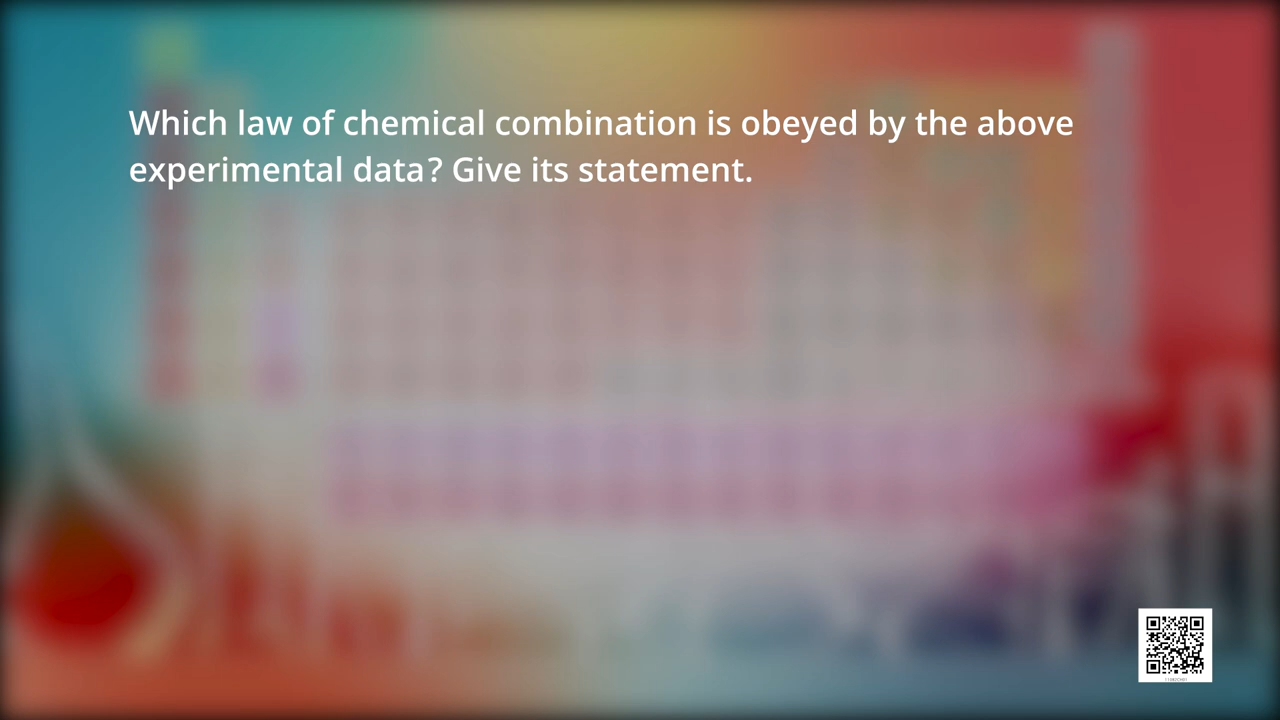 Which law of chemical combination is obeyed by the above
experimental data? Give its statement.